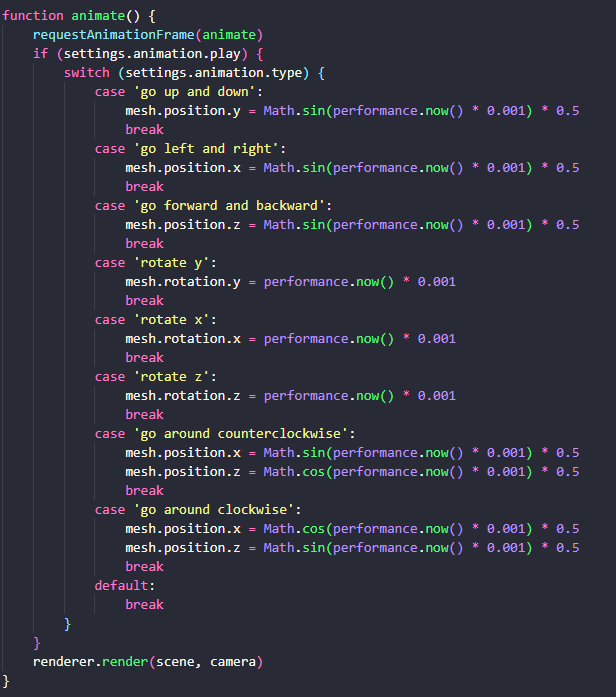 function animate() {
    requestAnimationFrame(animate)
    if (settings.animation.play) {
        switch (settings.animation.type) {
            case 'go up and down':
                mesh.position.y = Math.sin(performance.now() * 0.001) * 0.5
                break
            case 'go left and right':
                mesh.position.x = Math.sin(performance.now() * 0.001) * 0.5
                break
            case 'go forward and backward':
                mesh.position.z = Math.sin(performance.now() * 0.001) * 0.5
                break
            case 'rotate y':
                mesh.rotation.y = performance.now() * 0.001
                break
            case 'rotate x':
                mesh.rotation.x = performance.now() * 0.001
                break
            case 'rotate z':
                mesh.rotation.z = performance.now() * 0.001
                break
            case 'go around counterclockwise':
                mesh.position.x = Math.sin(performance.now() * 0.001) * 0.5
                mesh.position.z = Math.cos(performance.now() * 0.001) * 0.5
                break
            case 'go around clockwise':
                mesh.position.x = Math.cos(performance.now() * 0.001) * 0.5
                mesh.position.z = Math.sin(performance.now() * 0.001) * 0.5
                break
            default:
                break
        }
    }
    renderer.render(scene, camera)
}